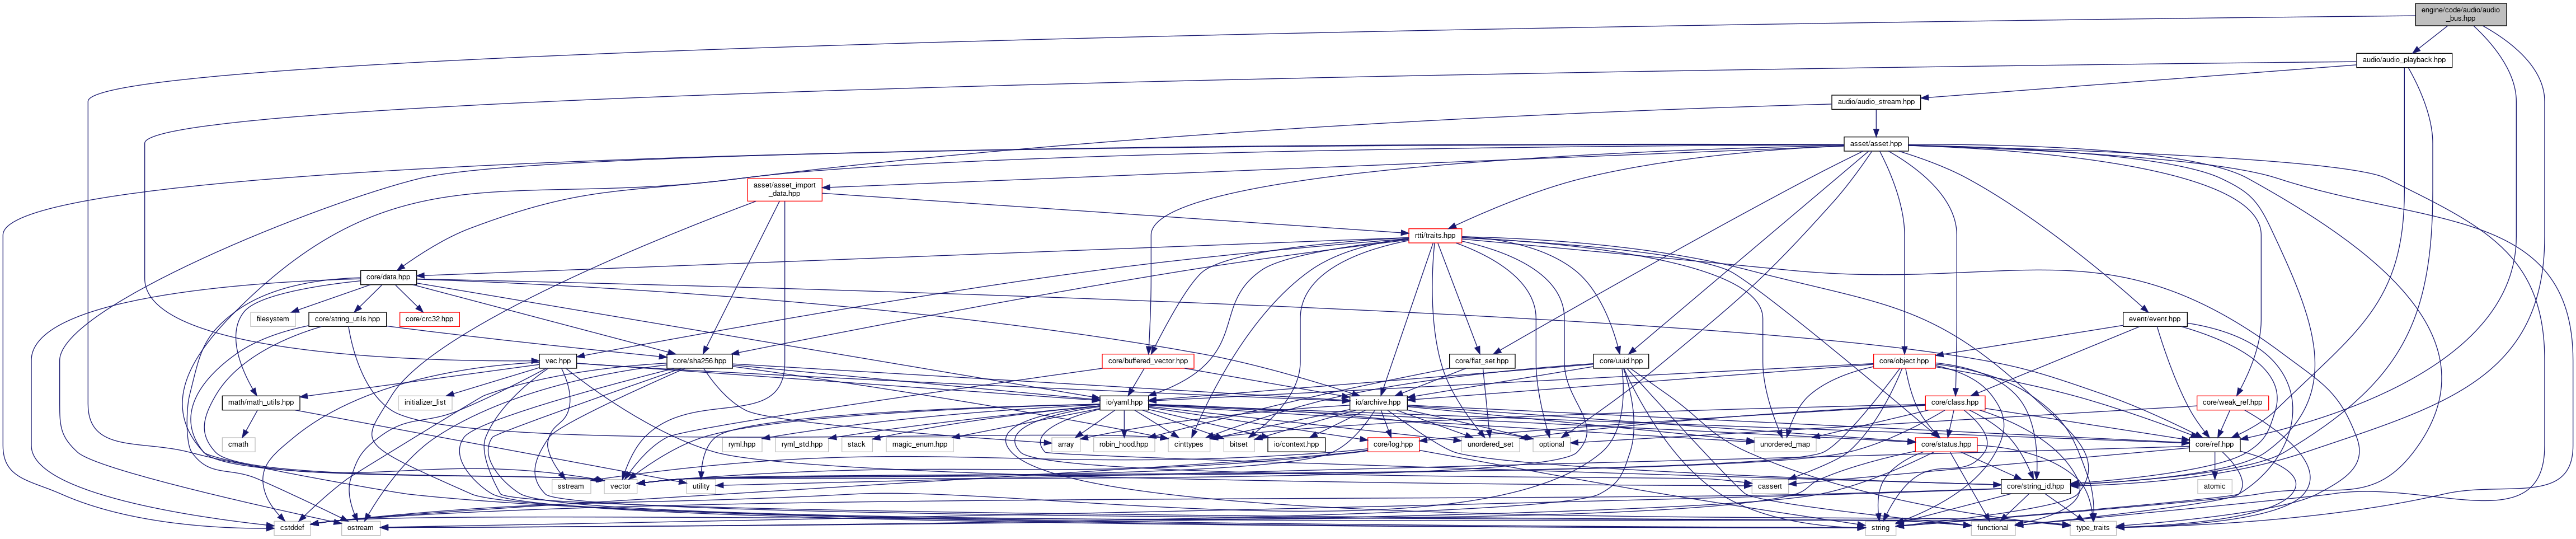 engine/code/audio/audio
_bus.hpp
audio/audio_playback.hpp
audio/audio_stream.hpp
asset/asset.hpp
asset/asset_import
_data.hpp
rtti/traits.hpp
core/data.hpp
filesystem
core/string_utils.hpp
core/crc32.hpp
event/event.hpp
vec.hpp
core/sha256.hpp
core/buffered_vector.hpp
core/flat_set.hpp
core/uuid.hpp
core/object.hpp
math/math_utils.hpp
initializer_list
io/yaml.hpp
io/archive.hpp
core/class.hpp
core/weak_ref.hpp
cmath
ryml.hpp
ryml_std.hpp
stack
magic_enum.hpp
array
robin_hood.hpp
cinttypes
bitset
io/context.hpp
core/log.hpp
unordered_set
optional
unordered_map
core/status.hpp
core/ref.hpp
sstream
vector
utility
cassert
core/string_id.hpp
atomic
cstddef
ostream
string
functional
type_traits